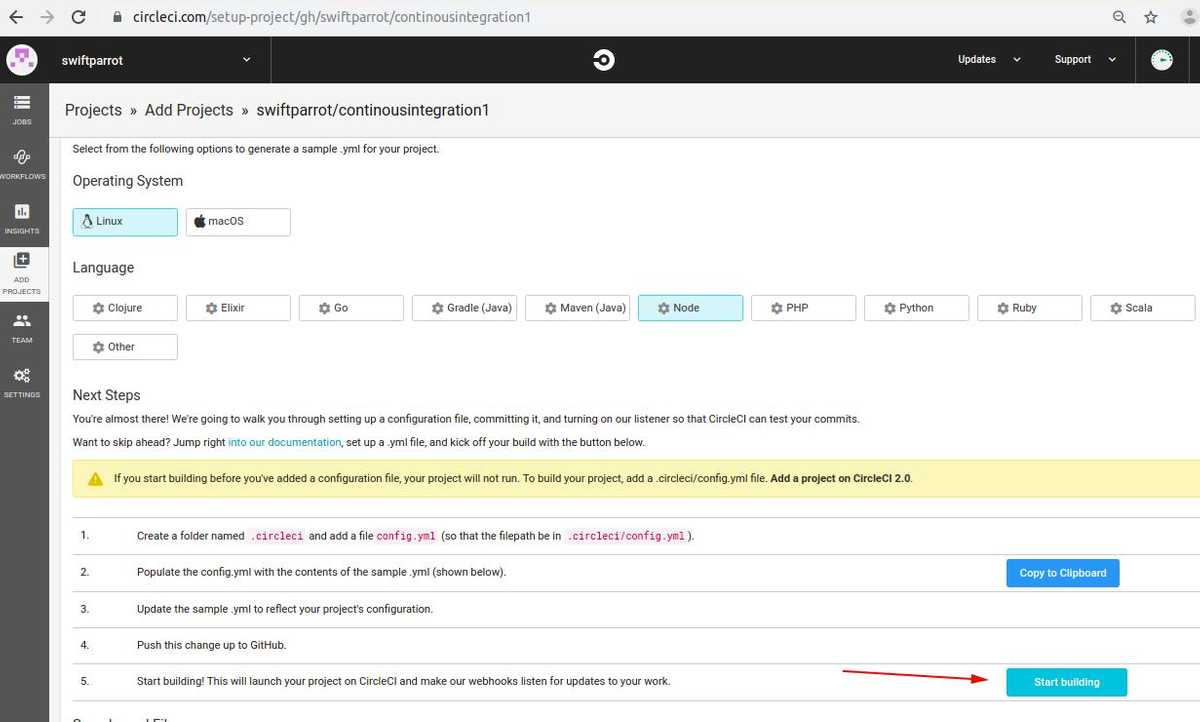 circleci.com/setup-project/gh/swiftparrot/continousintegration1
swiftparrot
Updates
Support
Projects » Add Projects » swiftparrot/continousintegration1
JOBS
WORKFLOWS
INSIGHTS
ADD
PROJECTS
TEAM
SETTINGS
Select from the following options to generate a sample .yml for your project.
Operating System
Linux
macOS
Language
Clojure
Elixir
Go
Gradle (Java)
Maven (Java)
Node
PHP
Python
Ruby
Scala
Other
Next Steps
You're almost there! We're going to walk you through setting up a configuration file, committing it, and turning on our listener so that CircleCI can test your commits.
Want to skip ahead? Jump right into our documentation, set up a .yml file, and kick off your build with the button below.
If you start building before you've added a configuration file, your project will not run. To build your project, add a .circleci/config.yml file. Add a project on CircleCI 2.0.
1. Create a folder named .circleci and add a file config.yml (so that the filepath be in .circleci/config.yml).
2. Populate the config.yml with the contents of the sample .yml (shown below).
Copy to Clipboard
3. Update the sample .yml to reflect your project's configuration.
4. Push this change up to GitHub.
5. Start building! This will launch your project on CircleCI and make our webhooks listen for updates to your work.
Start building